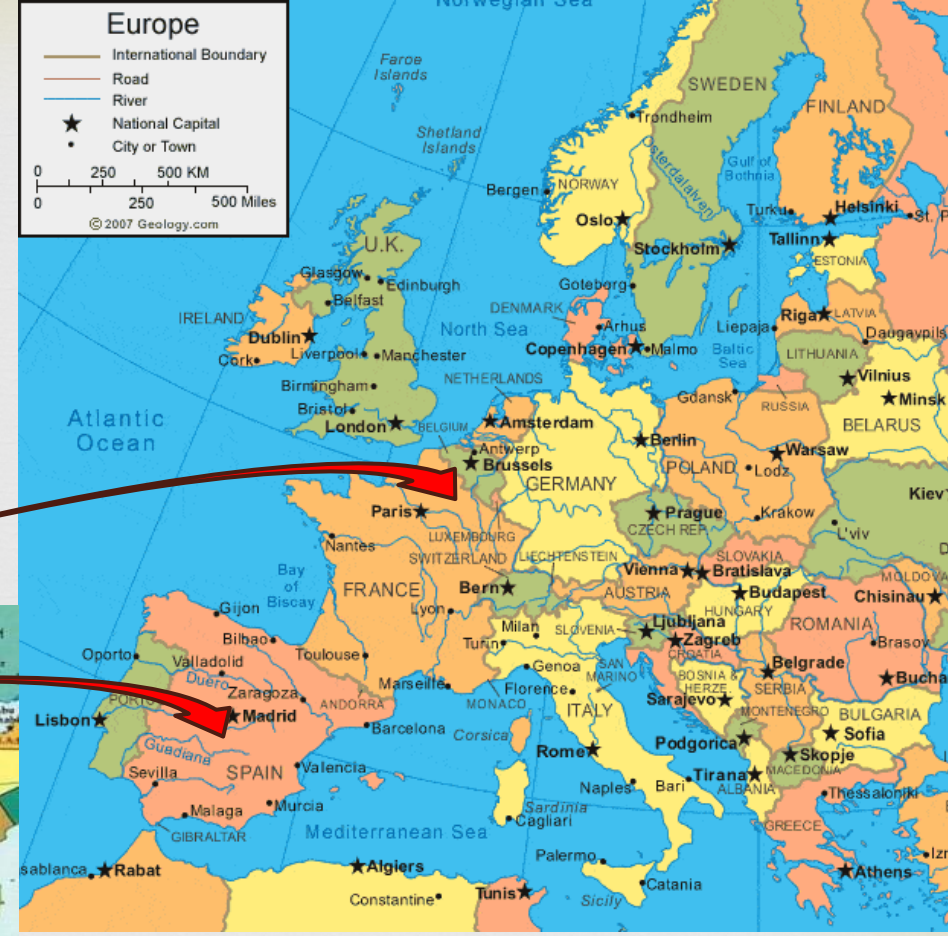 Norwegian Sea
Europe
International Boundary
Road
River
National Capital
City or Town
0 250 500 KM
0 250 500 Miles
© 2007 Geology.com
Faroe
Islands
Shetland
Islands
SWEDEN
FINLAND
Trondheim
Osterdalalven
Gulf of
Bothnia
Bergen
NORWAY
Oslo
Turku
Helsinki
St. P
Stockholm
Tallinn
ESTONIA
U.K.
Glasgow
Edinburgh
Goteborg
Belfast
DENMARK
IRELAND
Riga
LATVIA
North Sea
Arhus
Liepaja
Daugavpils
Dublin
Copenhagen
Malmo
Baltic
Sea
LITHUANIA
Cork
Liverpool
Manchester
NETHERLANDS
Vilnius
Birmingham
Gdansk
RUSSIA
Minsk
Bristol
London
BELGIUM
Amsterdam
BELARUS
Atlantic
Ocean
Berlin
Antwerp
Brussels
Warsaw
POLAND
Lodz
GERMANY
Kiev
Paris
Prague
Krakow
CZECH REP.
L'viv
Nantes
LUXEMBOURG
SWITZERLAND
LIECHTENSTEIN
SLOVAKIA
Vienna
Bratislava
MOLDOVA
Bay
of
Biscay
FRANCE
Bern
AUSTRIA
Budapest
Chisinau
HUNGARY
Gijon
Lyon
Milan
SLOVENIA
Ljubljana
ROMANIA
Bilbao
Turin
Zagreb
CROATIA
Brasov
Oporto
Valladolid
Toulouse
Genoa
SAN
MARINO
Belgrade
Duero
Zaragoza
Marseille
Florence
BOSNIA &
HERZE.
SERBIA
Bucha
PORTU
ANDORRA
MONACO
Sarajevo
MONTENEGRO
BULGARIA
Lisbon
Madrid
Barcelona
Corsica
ITALY
Sofia
Guadiana
Rome
Podgorica
Skopje
Sevilla
SPAIN
Valencia
Naples
Bari
Tirana
MACEDONIA
ALBANIA
Thessaloniki
Malaga
Murcia
Sardinia
Cagliari
GREECE
GIBRALTAR
Mediterranean Sea
Palermo
Izr
sablanca
Rabat
Algiers
Athens
Constantine
Tunis
Catania
Sicily